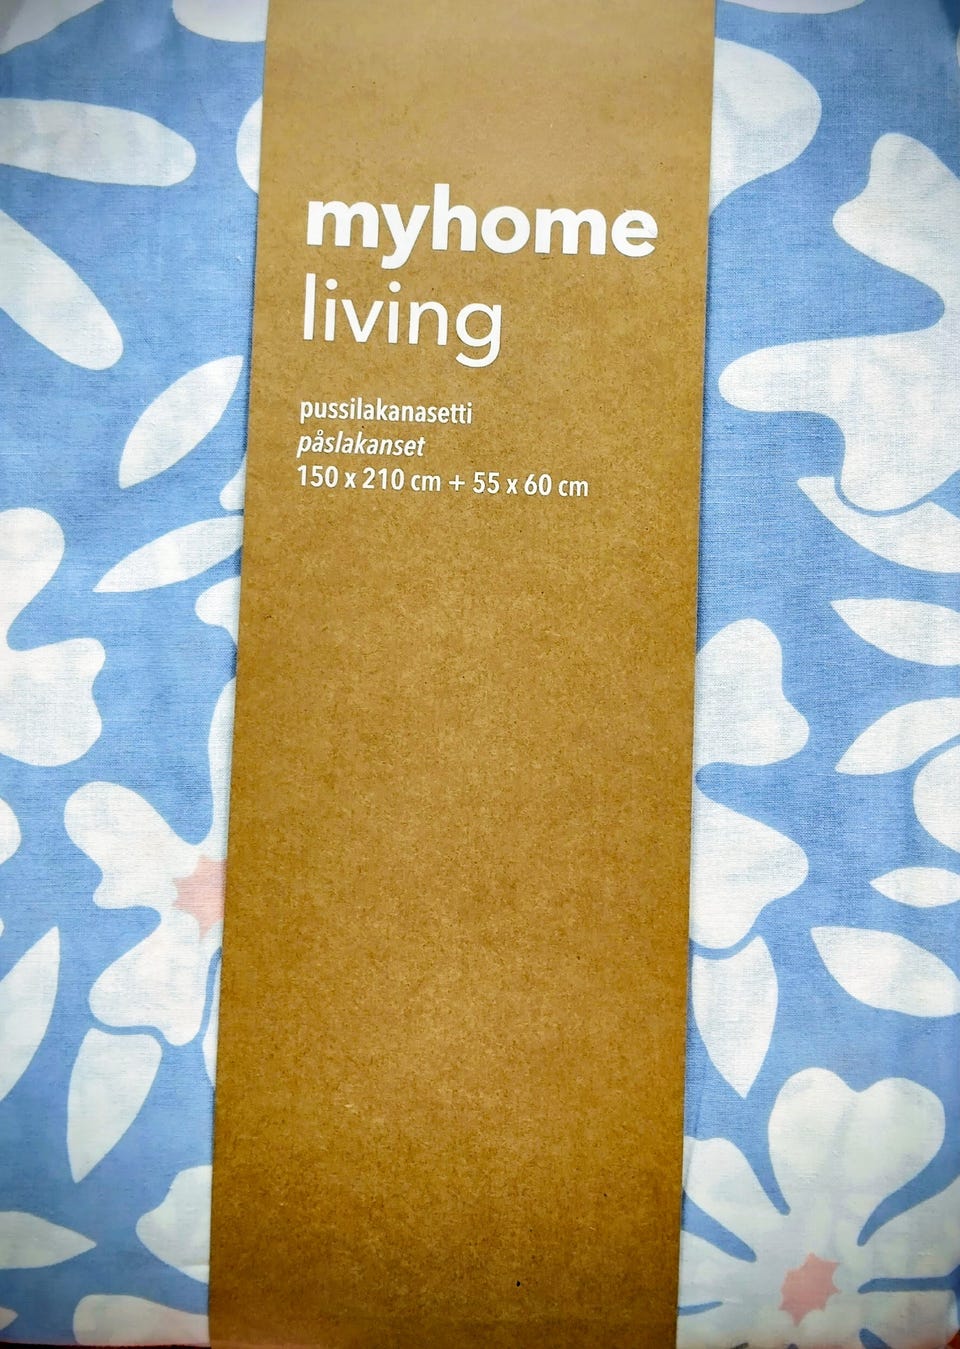 myhome
living
pussilakanasetti
påslakanset
150 x 210 cm + 55 x 60 cm